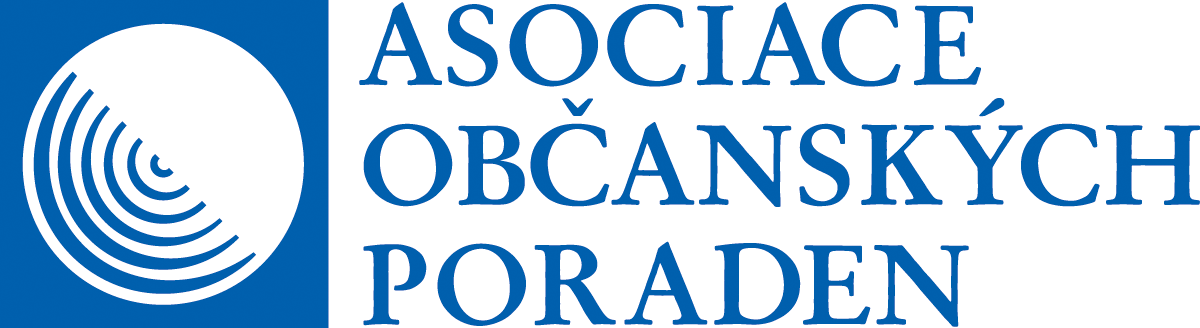 ASOCIACE
OBČANSKÝCH
PORADEN